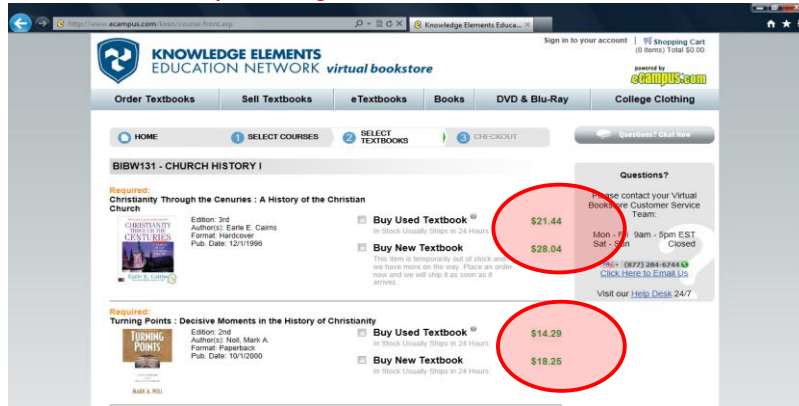 http://www.ecampus.com/keen/course-front.asp
Knowledge Elements Educa...
Sign in to your account | Shopping Cart
(0 items) Total $0.00
KNOWLEDGE ELEMENTS
EDUCATION NETWORK virtual bookstore
powered by
eCampus.com
Order Textbooks Sell Textbooks eTextbooks Books DVD & Blu-Ray College Clothing
HOME 1 SELECT COURSES 2 SELECT TEXTBOOKS 3 CHECKOUT Questions? Chat Now
BIBW131 - CHURCH HISTORY I
Questions?
Please contact your Virtual
Bookstore Customer Service
Team:
Mon - Fri 9am - 5pm EST
Sat - Sun Closed
(877) 284-6744
Click Here to Email Us
Visit our Help Desk 24/7
Required:
Christianity Through the Cenuries : A History of the Christian
Church
CHRISTIANITY
THROUGH THE
CENTURIES
Earle E. Cairns
Edition: 3rd
Author(s): Earle E. Cairns
Format: Hardcover
Pub. Date: 12/1/1996
Buy Used Textbook $21.44
In Stock Usually Ships in 24 Hours
Buy New Textbook $28.04
This item is temporarily out of stock and
we have more on the way. Place an order
now and we will ship it as soon as it
arrives.
Required:
Turning Points : Decisive Moments in the History of Christianity
TURNING
POINTS
MARK A. NOLL
Edition: 2nd
Author(s): Noll, Mark A.
Format: Paperback
Pub. Date: 10/1/2000
Buy Used Textbook $14.29
In Stock Usually Ships in 24 Hours
Buy New Textbook $18.25
In Stock Usually Ships in 24 Hours